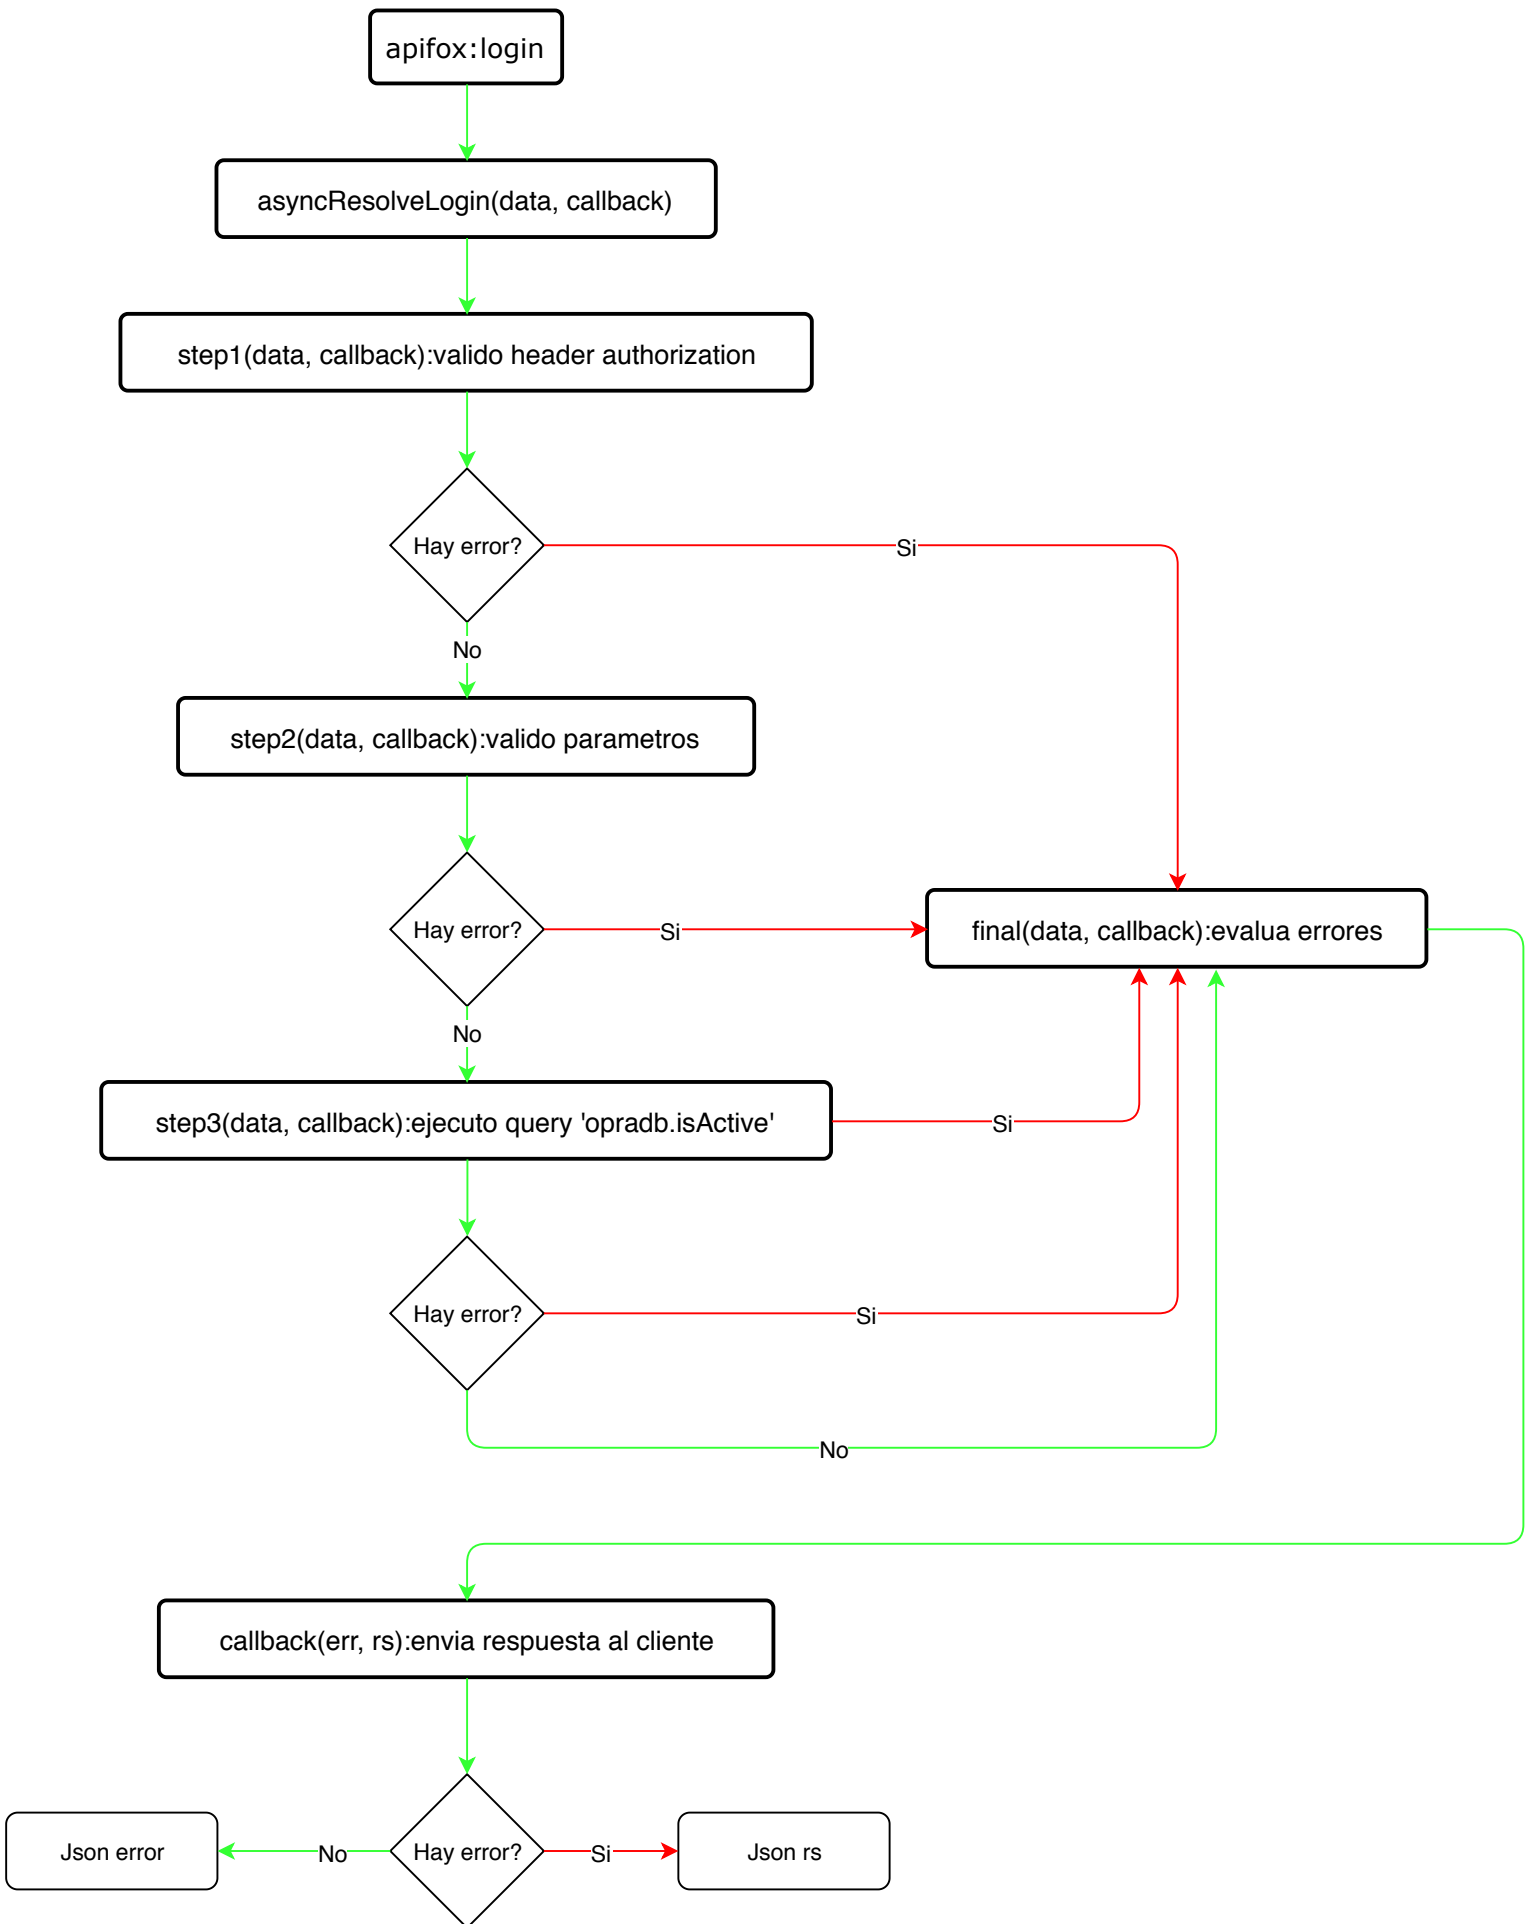 apifox:login
asyncResolveLogin(data, callback)
step1(data, callback):valido header authorization
Hay error?
Si
No
step2(data, callback):valido parametros
Hay error?
Si
final(data, callback):evalua errores
No
step3(data, callback):ejecuto query 'opradb.isActive'
Si
Hay error?
Si
No
callback(err, rs):envia respuesta al cliente
Json error
No
Hay error?
Si
Json rs